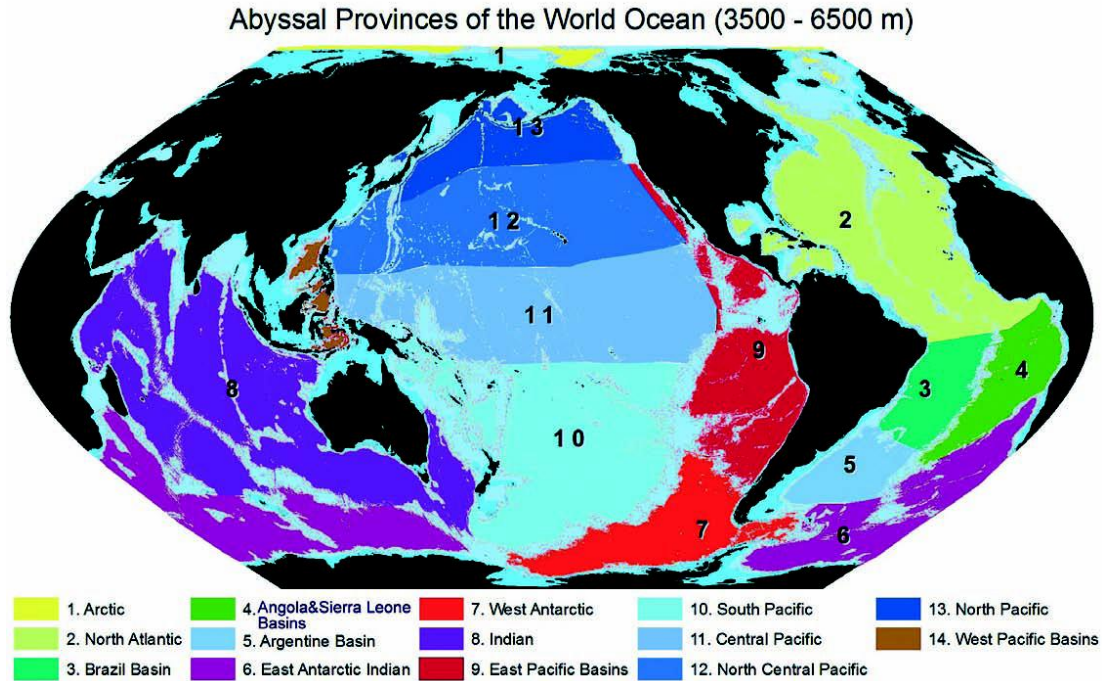 Abyssal Provinces of the World Ocean (3500 - 6500 m)
1
1 3
1 2
2
1 1
9
8
3
4
1 0
5
7
6
1. Arctic
2. North Atlantic
3. Brazil Basin
4. Angola&Sierra Leone
Basins
5. Argentine Basin
6. East Antarctic Indian
7. West Antarctic
8. Indian
9. East Pacific Basins
10. South Pacific
11. Central Pacific
12. North Central Pacific
13. North Pacific
14. West Pacific Basins